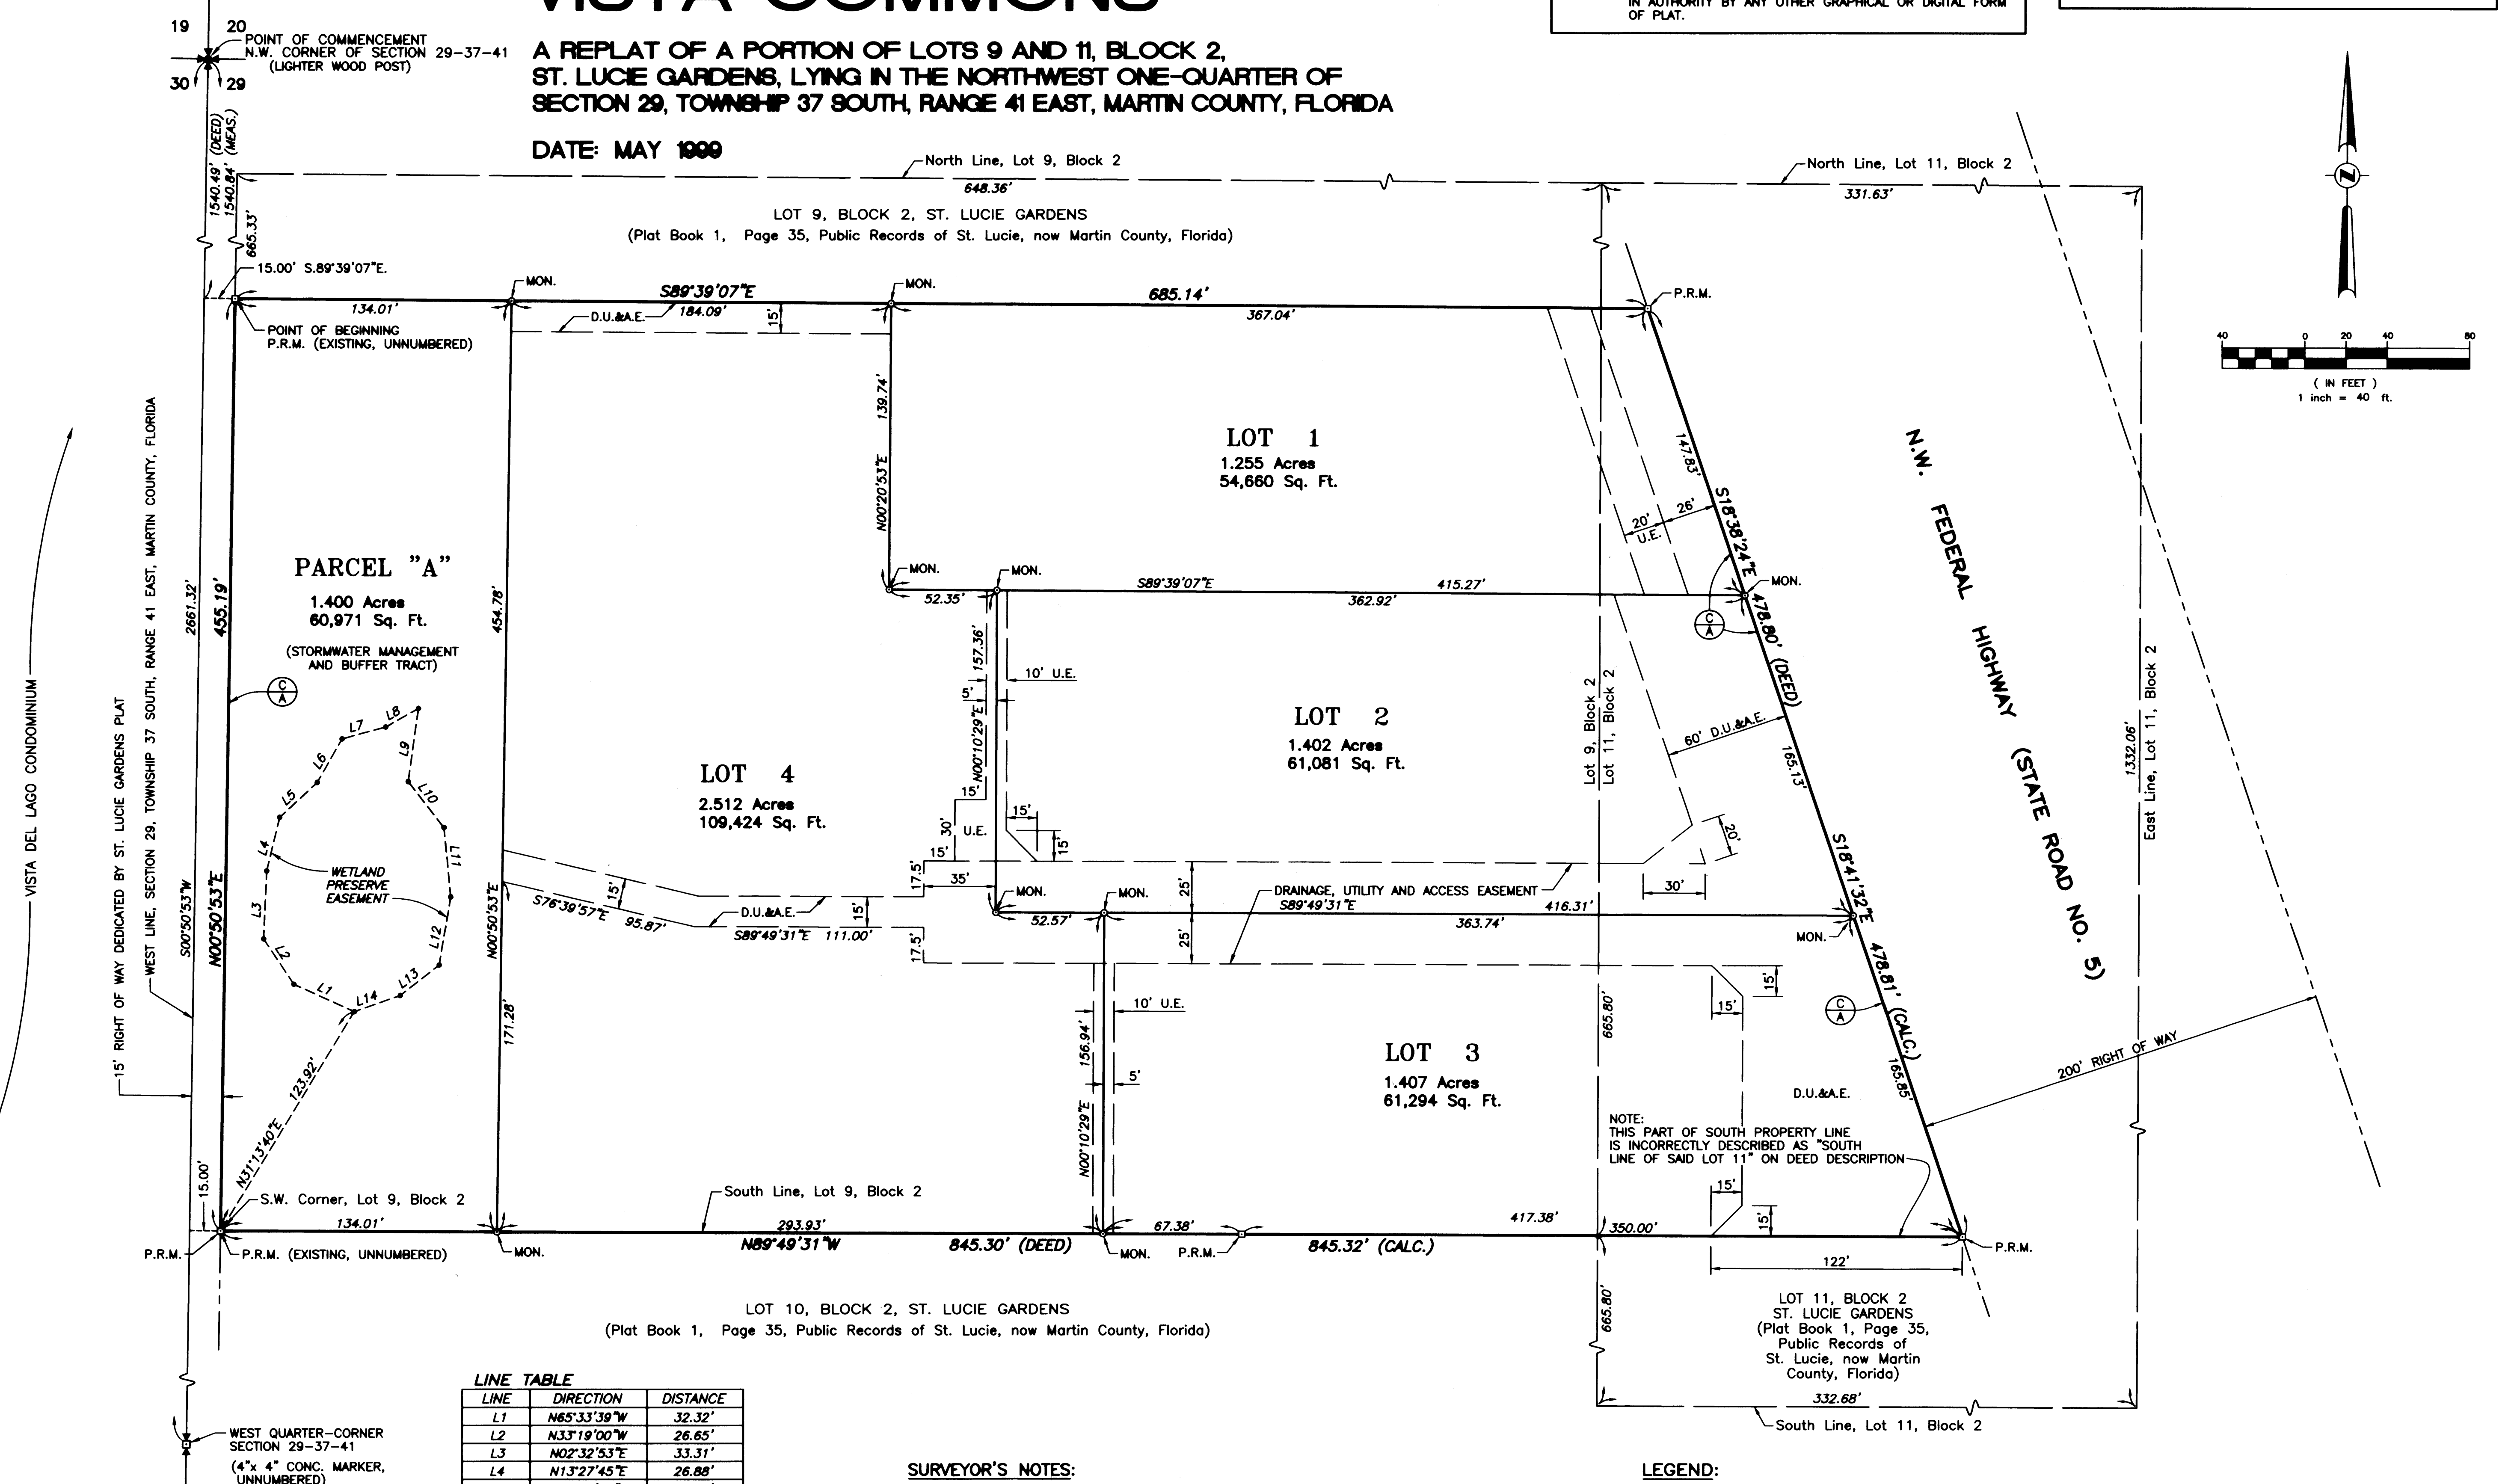 VISTA COMMONS
A REPLAT OF A PORTION OF LOTS 9 AND 11, BLOCK 2,
ST. LUCIE GARDENS, LYING IN THE NORTHWEST ONE-QUARTER OF
SECTION 29, TOWNSHIP 37 SOUTH, RANGE 41 EAST, MARTIN COUNTY, FLORIDA
DATE: MAY 1999
IN AUTHORITY BY ANY OTHER GRAPHICAL OR DIGITAL FORM
OF PLAT.
19 20
30 29
POINT OF COMMENCEMENT
N.W. CORNER OF SECTION 29-37-41
(LIGHTER WOOD POST)
1540.49' (DEED)
1540.84' (MEAS.)
665.33'
North Line, Lot 9, Block 2
648.36'
North Line, Lot 11, Block 2
331.63'
LOT 9, BLOCK 2, ST. LUCIE GARDENS
(Plat Book 1, Page 35, Public Records of St. Lucie, now Martin County, Florida)
15.00' S.89°39'07"E.
MON.
S89°39'07"E
MON.
685.14'
P.R.M.
134.01'
D.U.&A.E.
184.09'
15'
367.04'
POINT OF BEGINNING
P.R.M. (EXISTING, UNNUMBERED)
N
40 0 20 40 80
( IN FEET )
1 inch = 40 ft.
139.74'
N00°20'53"E
LOT 1
1.255 Acres
54,660 Sq. Ft.
147.83'
S18°38'24"E
20'
U.E.
26'
N.W. FEDERAL HIGHWAY (STATE ROAD NO. 5)
VISTA DEL LAGO CONDOMINIUM
15' RIGHT OF WAY DEDICATED BY ST. LUCIE GARDENS PLAT
WEST LINE, SECTION 29, TOWNSHIP 37 SOUTH, RANGE 41 EAST, MARTIN COUNTY, FLORIDA
2661.32'
S00°50'53"W
455.19'
N00°50'53"E
PARCEL "A"
1.400 Acres
60,971 Sq. Ft.
(STORMWATER MANAGEMENT
AND BUFFER TRACT)
C
A
454.78'
N00°50'53"E
171.28'
MON.
MON.
52.35'
S89°39'07"E
415.27'
362.92'
MON.
C
A
478.80' (DEED)
157.36'
N00°10'29"E
10' U.E.
5'
LOT 2
1.402 Acres
61,081 Sq. Ft.
Lot 9, Block 2
Lot 11, Block 2
60' D.U.&A.E.
165.13'
1332.06'
East Line, Lot 11, Block 2
LOT 4
2.512 Acres
109,424 Sq. Ft.
15'
30'
U.E.
15'
15'
15'
20'
30'
S18°41'32"E
L7
L8
L6
L9
L5
L10
L4
L11
WETLAND
PRESERVE
EASEMENT
L3
L12
L2
L13
L1
L14
S76°39'57"E
95.87'
15'
D.U.&A.E.
15'
S89°49'31"E 111.00'
17.5'
35'
17.5'
MON.
MON.
52.57'
25'
25'
DRAINAGE, UTILITY AND ACCESS EASEMENT
S89°49'31"E
416.31'
363.74'
MON.
478.81' (CALC.)
C
A
10' U.E.
156.94'
N00°10'29"E
5'
LOT 3
1.407 Acres
61,294 Sq. Ft.
665.80'
15'
15'
165.85'
D.U.&A.E.
200' RIGHT OF WAY
NOTE:
THIS PART OF SOUTH PROPERTY LINE
IS INCORRECTLY DESCRIBED AS "SOUTH
LINE OF SAID LOT 11" ON DEED DESCRIPTION
15'
15'
123.92'
N31°13'40"E
15.00'
S.W. Corner, Lot 9, Block 2
South Line, Lot 9, Block 2
134.01'
293.93'
67.38'
417.38'
350.00'
P.R.M.
P.R.M. (EXISTING, UNNUMBERED)
MON.
N89°49'31"W
845.30' (DEED)
MON.
P.R.M.
845.32' (CALC.)
P.R.M.
122'
LOT 10, BLOCK 2, ST. LUCIE GARDENS
(Plat Book 1, Page 35, Public Records of St. Lucie, now Martin County, Florida)
665.80'
LOT 11, BLOCK 2
ST. LUCIE GARDENS
(Plat Book 1, Page 35,
Public Records of
St. Lucie, now Martin
County, Florida)
332.68'
South Line, Lot 11, Block 2
WEST QUARTER-CORNER
SECTION 29-37-41
(4"x 4" CONC. MARKER,
UNNUMBERED)
LINE TABLE
LINE DIRECTION DISTANCE
L1 N65°33'39"W 32.32'
L2 N33°19'00"W 26.65'
L3 N02°32'53"E 33.31'
L4 N13°27'45"E 26.88'
SURVEYOR'S NOTES:
LEGEND: